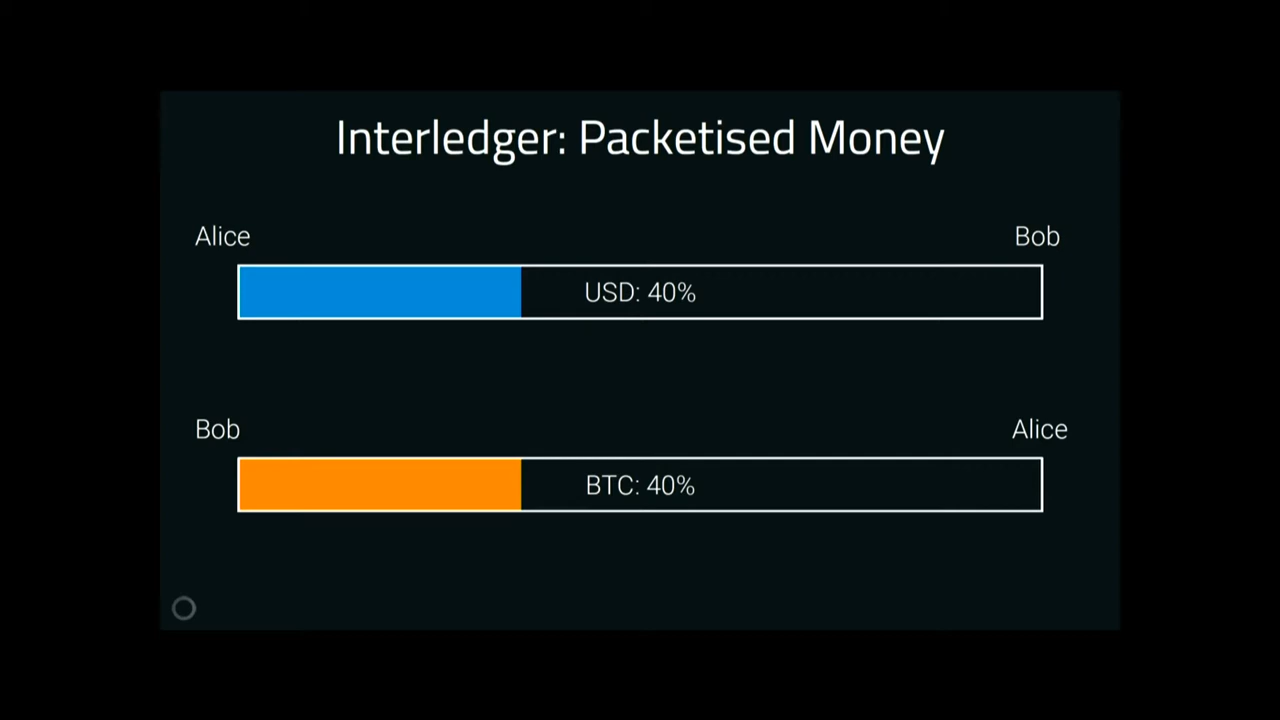 Interledger: Packetised Money
Alice Bob
USD: 40%
Bob Alice
BTC: 40%